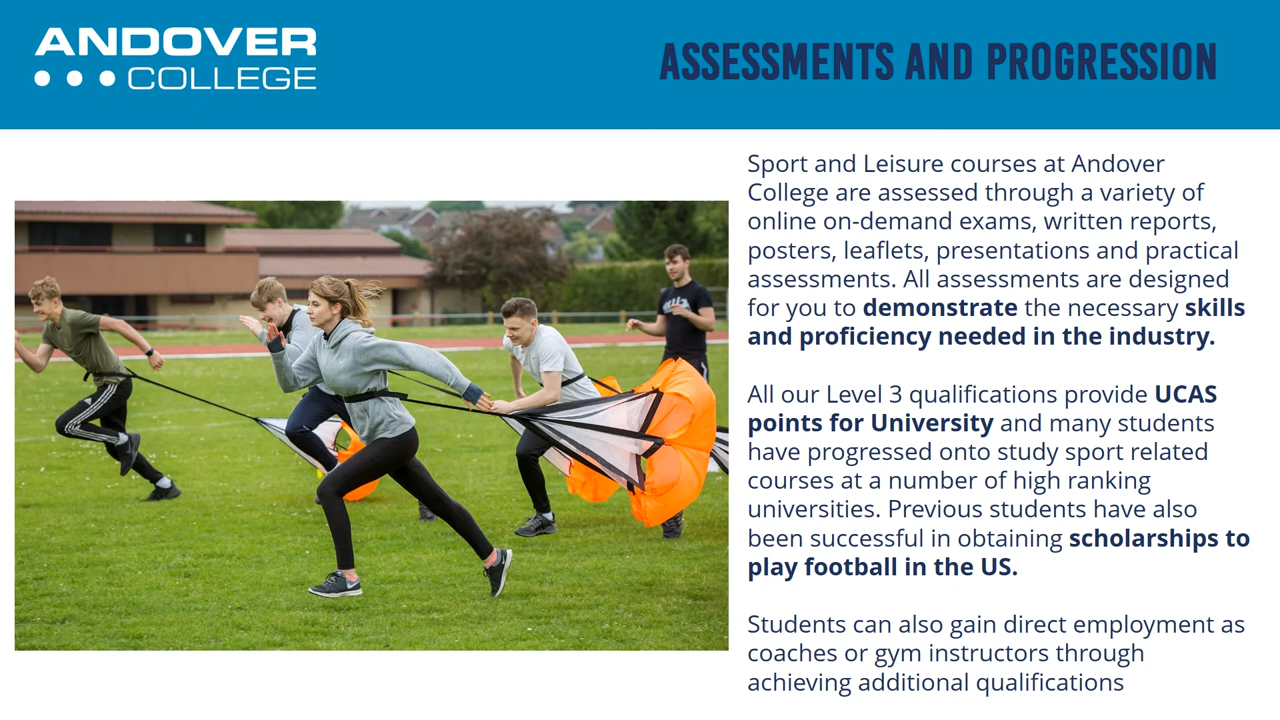 ANDOVER
COLLEGE
ASSESSMENTS AND PROGRESSION
Sport and Leisure courses at Andover
College are assessed through a variety of
online on-demand exams, written reports,
posters, leaflets, presentations and practical
assessments. All assessments are designed
for you to demonstrate the necessary skills
and proficiency needed in the industry.
All our Level 3 qualifications provide UCAS
points for University and many students
have progressed onto study sport related
courses at a number of high ranking
universities. Previous students have also
been successful in obtaining scholarships to
play football in the US.
Students can also gain direct employment as
coaches or gym instructors through
achieving additional qualifications